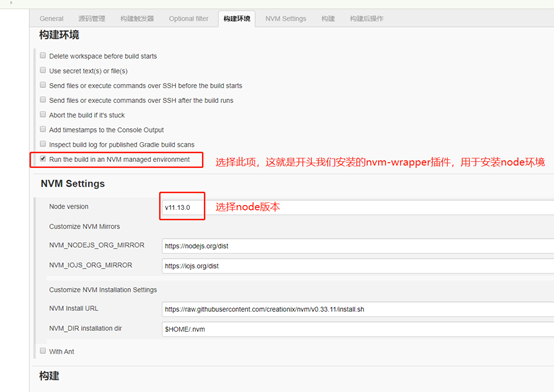 General 源码管理 构建触发器 Optional filter 构建环境 NVM Settings 构建 构建后操作
构建环境
Delete workspace before build starts
Use secret text(s) or file(s)
Send files or execute commands over SSH before the build starts
Send files or execute commands over SSH after the build runs
Abort the build if it's stuck
Add timestamps to the Console Output
Inspect build log for published Gradle build scans
Run the build in an NVM managed environment 选择此项，这就是开头我们安装的nvm-wrapper插件，用于安装node环境
NVM Settings
Node version v11.13.0 选择node版本
Customize NVM Mirrors
NVM_NODEJS_ORG_MIRROR https://nodejs.org/dist
NVM_IOJS_ORG_MIRROR https://iojs.org/dist
Customize NVM Installation Settings
NVM Install URL https://raw.githubusercontent.com/creationix/nvm/v0.33.11/install.sh
NVM_DIR installation dir $HOME/.nvm
With Ant
构建